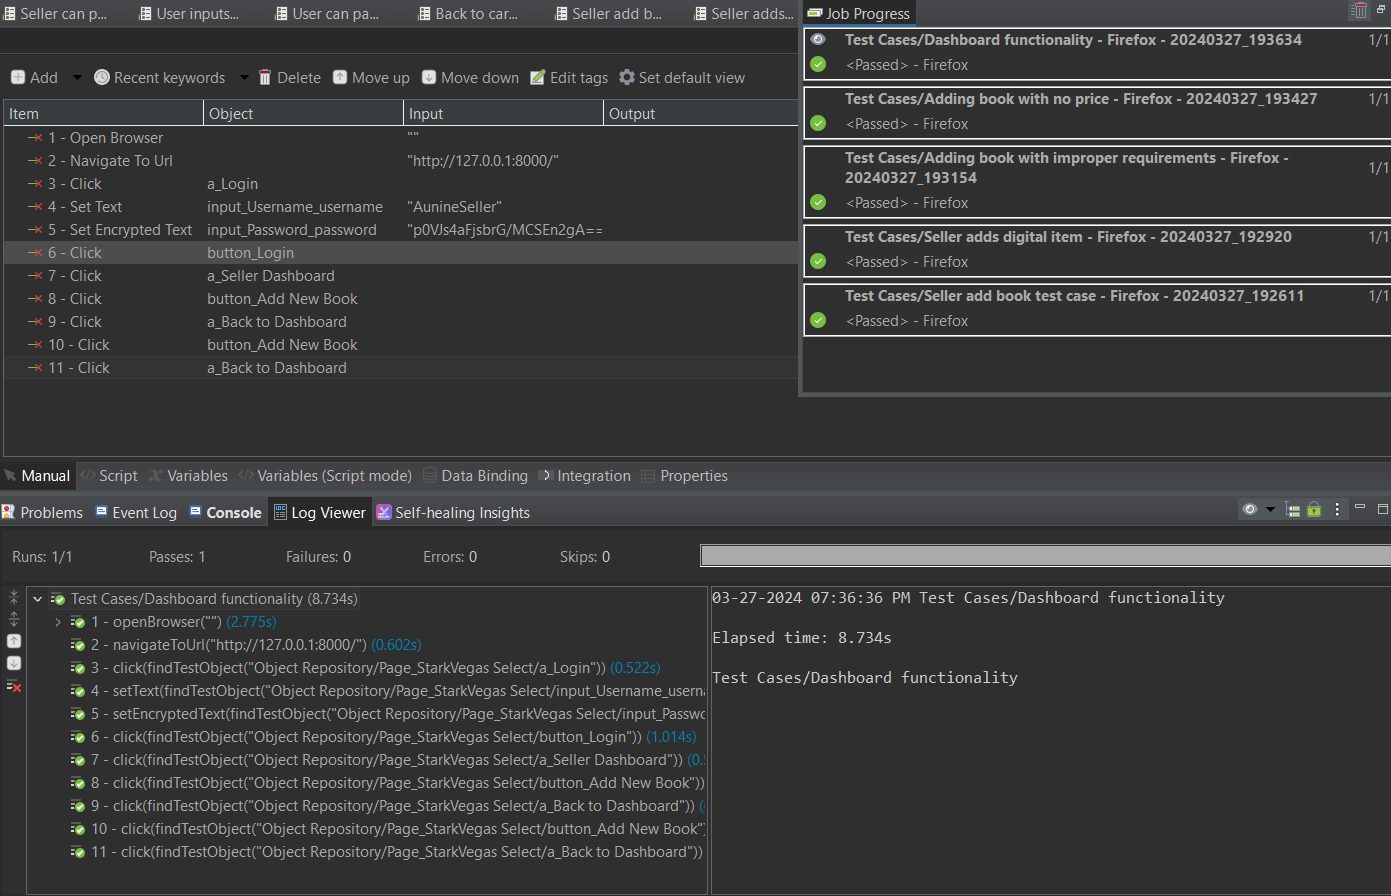 Seller can p...
User inputs...
User can pa...
Back to car...
Seller add b...
Seller adds...
Job Progress
Add
Recent keywords
Delete
Move up
Move down
Edit tags
Set default view
Item Object Input Output
1 - Open Browser ""
2 - Navigate To Url "http://127.0.0.1:8000/"
3 - Click a_Login
4 - Set Text input_Username_username "AunineSeller"
5 - Set Encrypted Text input_Password_password "p0VJs4aFjsbrG/MCSEn2gA==
6 - Click button_Login
7 - Click a_Seller Dashboard
8 - Click button_Add New Book
9 - Click a_Back to Dashboard
10 - Click button_Add New Book
11 - Click a_Back to Dashboard
Test Cases/Dashboard functionality - Firefox - 20240327_193634 1/1
<Passed> - Firefox
Test Cases/Adding book with no price - Firefox - 20240327_193427 1/1
<Passed> - Firefox
Test Cases/Adding book with improper requirements - Firefox -
20240327_193154 1/1
<Passed> - Firefox
Test Cases/Seller adds digital item - Firefox - 20240327_192920 1/1
<Passed> - Firefox
Test Cases/Seller add book test case - Firefox - 20240327_192611 1/1
<Passed> - Firefox
Manual
Script
Variables
Variables (Script mode)
Data Binding
Integration
Properties
Problems
Event Log
Console
Log Viewer
Self-healing Insights
Runs: 1/1 Passes: 1 Failures: 0 Errors: 0 Skips: 0
Test Cases/Dashboard functionality (8.734s)
1 - openBrowser("") (2.775s)
2 - navigateToUrl("http://127.0.0.1:8000/") (0.602s)
3 - click(findTestObject("Object Repository/Page_StarkVegas Select/a_Login")) (0.522s)
4 - setText(findTestObject("Object Repository/Page_StarkVegas Select/input_Username_usern
5 - setEncryptedText(findTestObject("Object Repository/Page_StarkVegas Select/input_Passwo
6 - click(findTestObject("Object Repository/Page_StarkVegas Select/button_Login")) (1.014s)
7 - click(findTestObject("Object Repository/Page_StarkVegas Select/a_Seller Dashboard")) (0.
8 - click(findTestObject("Object Repository/Page_StarkVegas Select/button_Add New Book"))
9 - click(findTestObject("Object Repository/Page_StarkVegas Select/a_Back to Dashboard")) (
10 - click(findTestObject("Object Repository/Page_StarkVegas Select/button_Add New Book")
11 - click(findTestObject("Object Repository/Page_StarkVegas Select/a_Back to Dashboard"))
03-27-2024 07:36:36 PM Test Cases/Dashboard functionality
Elapsed time: 8.734s
Test Cases/Dashboard functionality